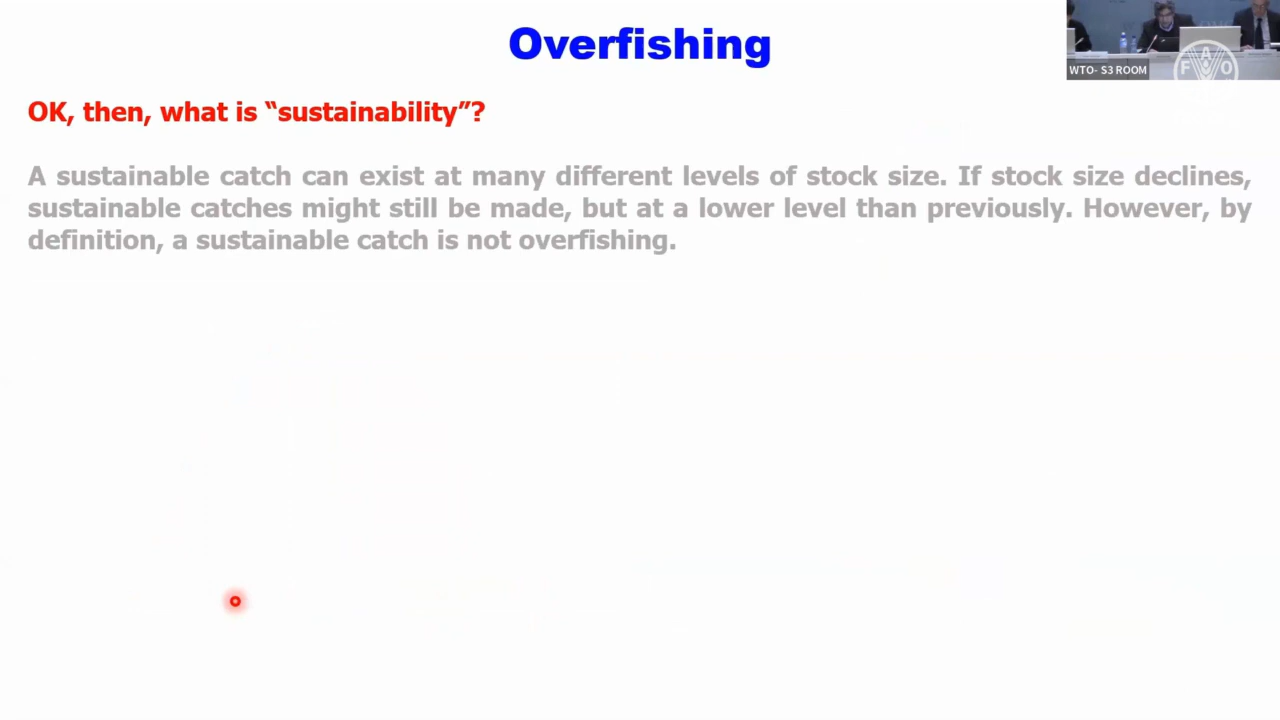 Overfishing
WTO- S3 ROOM
F A O
OK, then, what is “sustainability”?
A sustainable catch can exist at many different levels of stock size. If stock size declines,
sustainable catches might still be made, but at a lower level than previously. However, by
definition, a sustainable catch is not overfishing.